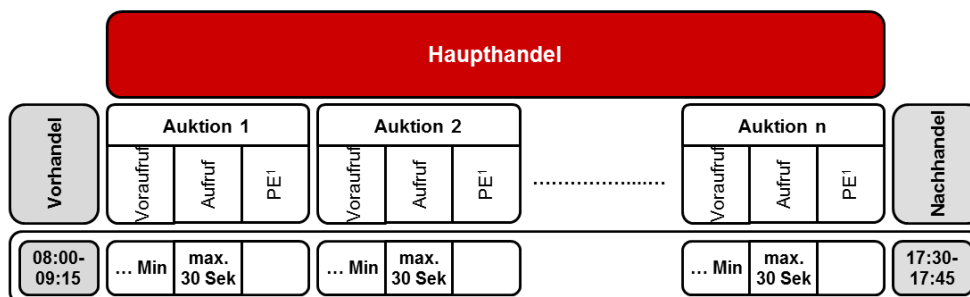 Haupthandel
Vorhandel
Auktion 1
Auktion 2
Auktion n
Nachhandel
Voraufruf
Aufruf
PE¹
Voraufruf
Aufruf
PE¹
.......................
Voraufruf
Aufruf
PE¹
08:00-
09:15
... Min
max.
30 Sek
... Min
max.
30 Sek
... Min
max.
30 Sek
17:30-
17:45